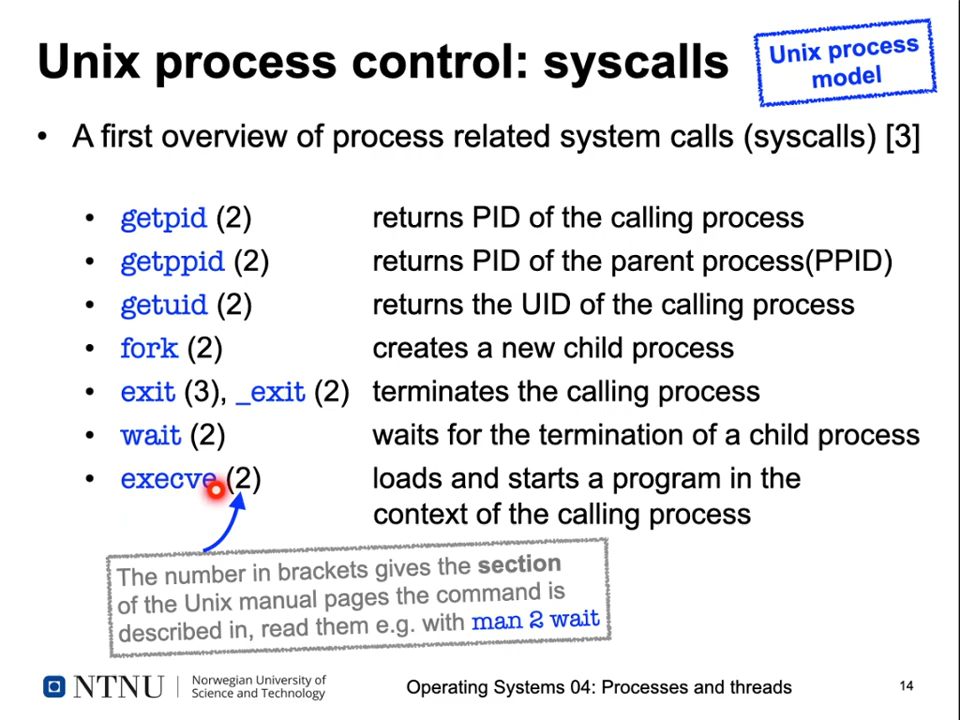 Unix process control: syscalls
Unix process
model
• A first overview of process related system calls (syscalls) [3]
• getpid (2) returns PID of the calling process
• getppid (2) returns PID of the parent process(PPID)
• getuid (2) returns the UID of the calling process
• fork (2) creates a new child process
• exit (3), _exit (2) terminates the calling process
• wait (2) waits for the termination of a child process
• execve (2) loads and starts a program in the
context of the calling process
The number in brackets gives the section
of the Unix manual pages the command is
described in, read them e.g. with man 2 wait
NTNU
Norwegian University of
Science and Technology
Operating Systems 04: Processes and threads
14